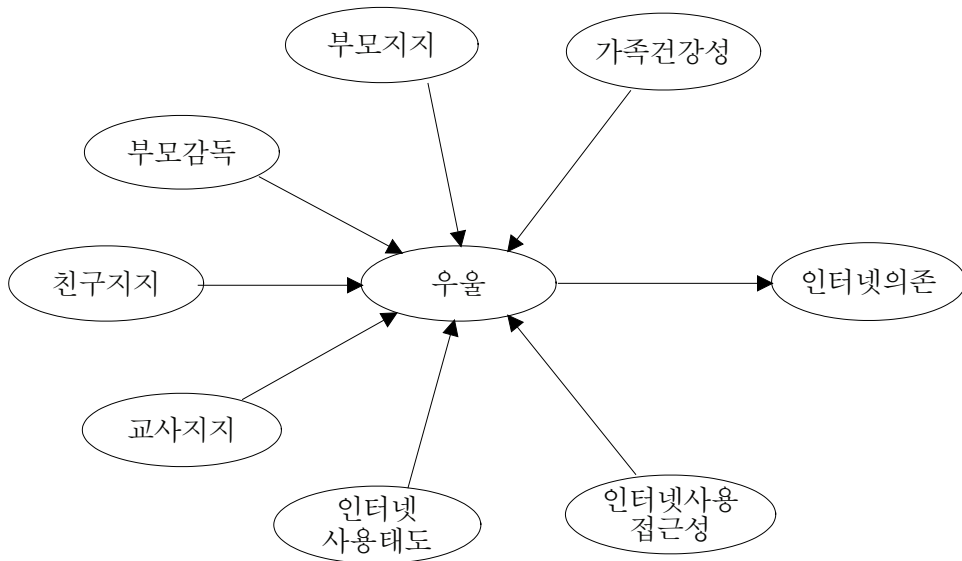 부모지지
가족건강성
부모감독
친구지지
우울
인터넷의존
교사지지
인터넷
사용태도
인터넷사용
접근성